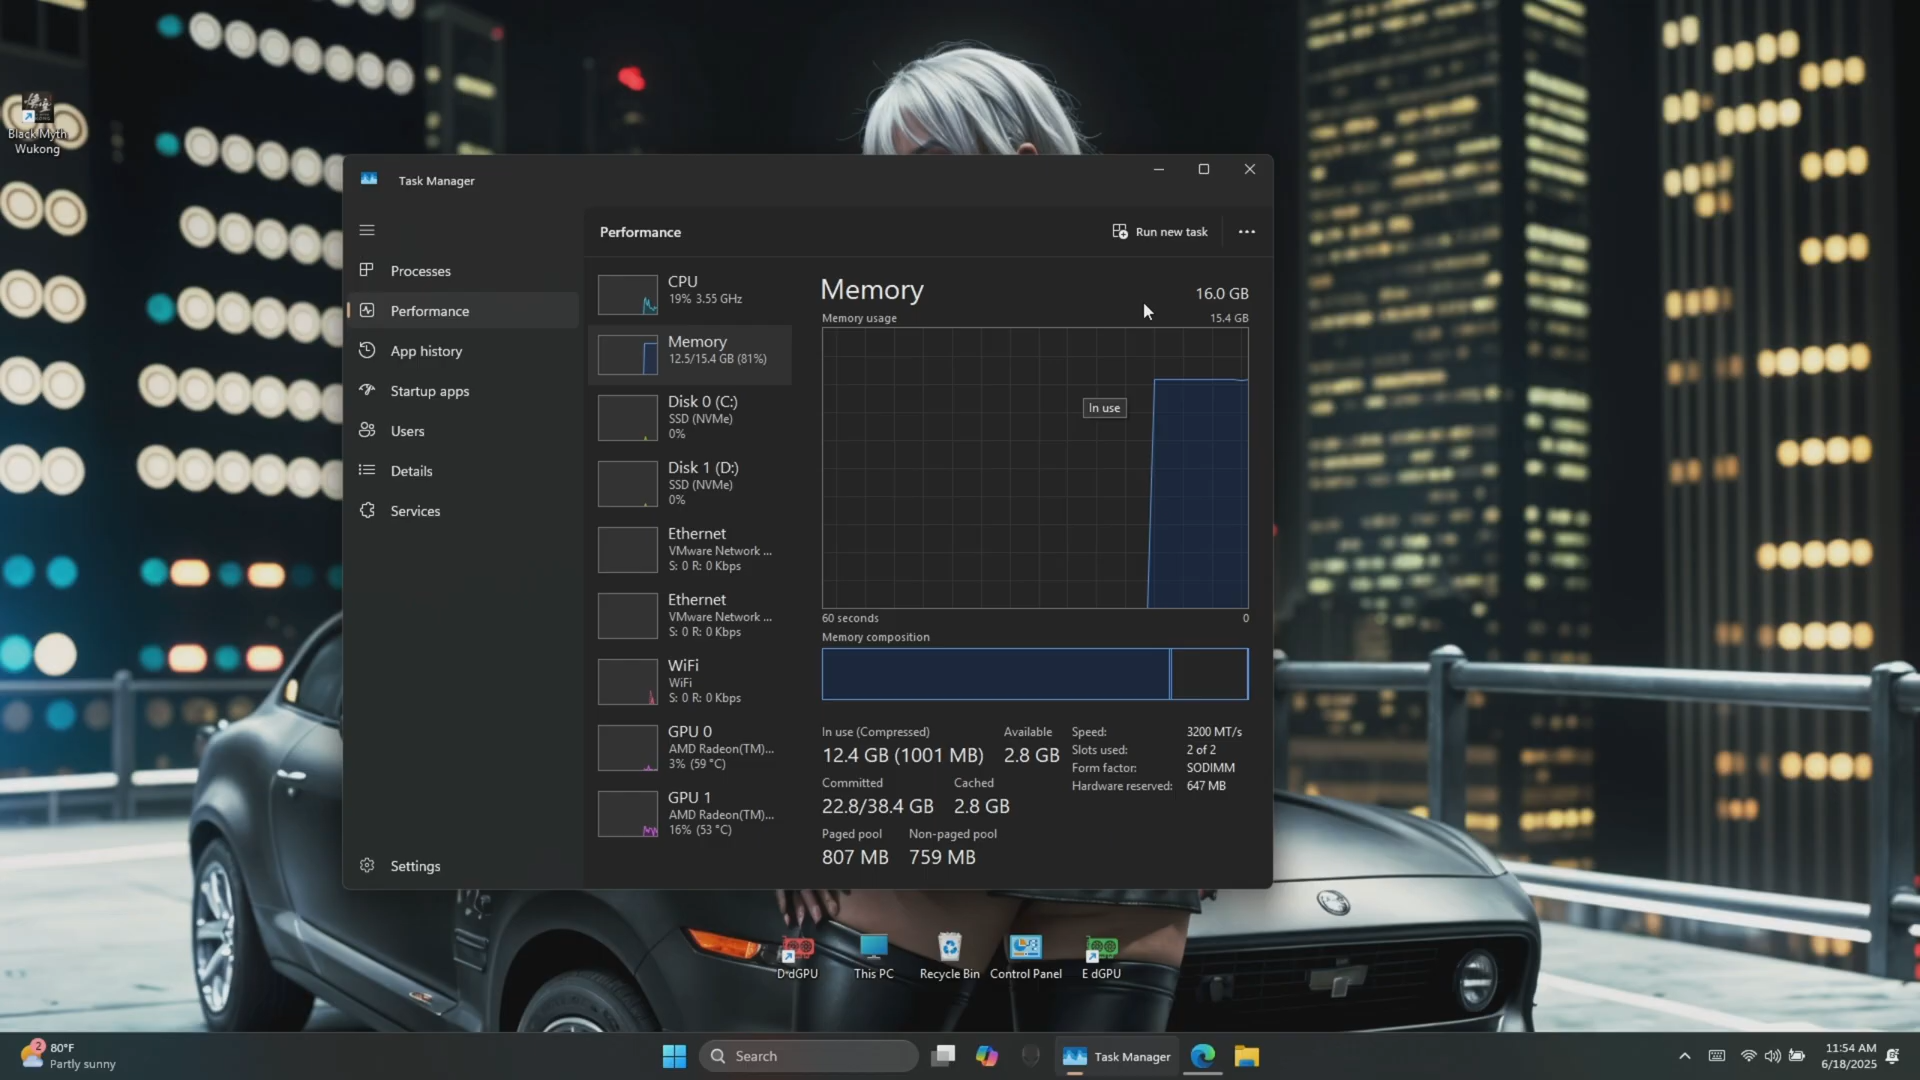 Black Myth
Wukong
Task Manager
Performance
Run new task
Processes
Performance
App history
Startup apps
Users
Details
Services
Settings
CPU
19% 3.55 GHz
Memory
12.5/15.4 GB (81%)
Disk 0 (C:)
SSD (NVMe)
0%
Disk 1 (D:)
SSD (NVMe)
0%
Ethernet
VMware Network ...
S: 0 R: 0 Kbps
Ethernet
VMware Network ...
S: 0 R: 0 Kbps
WiFi
WiFi
S: 0 R: 0 Kbps
GPU 0
AMD Radeon(TM)...
3% (59 °C)
GPU 1
AMD Radeon(TM)...
16% (53 °C)
Memory
16.0 GB
Memory usage
15.4 GB
In use
60 seconds
0
Memory composition
In use (Compressed)
12.4 GB (1001 MB)
Available
2.8 GB
Committed
22.8/38.4 GB
Cached
2.8 GB
Paged pool
807 MB
Non-paged pool
759 MB
Speed: 3200 MT/s
Slots used: 2 of 2
Form factor: SODIMM
Hardware reserved: 647 MB
D dGPU
This PC
Recycle Bin
Control Panel
E dGPU
2
80°F
Partly sunny
Search
Task Manager
11:54 AM
6/18/2025